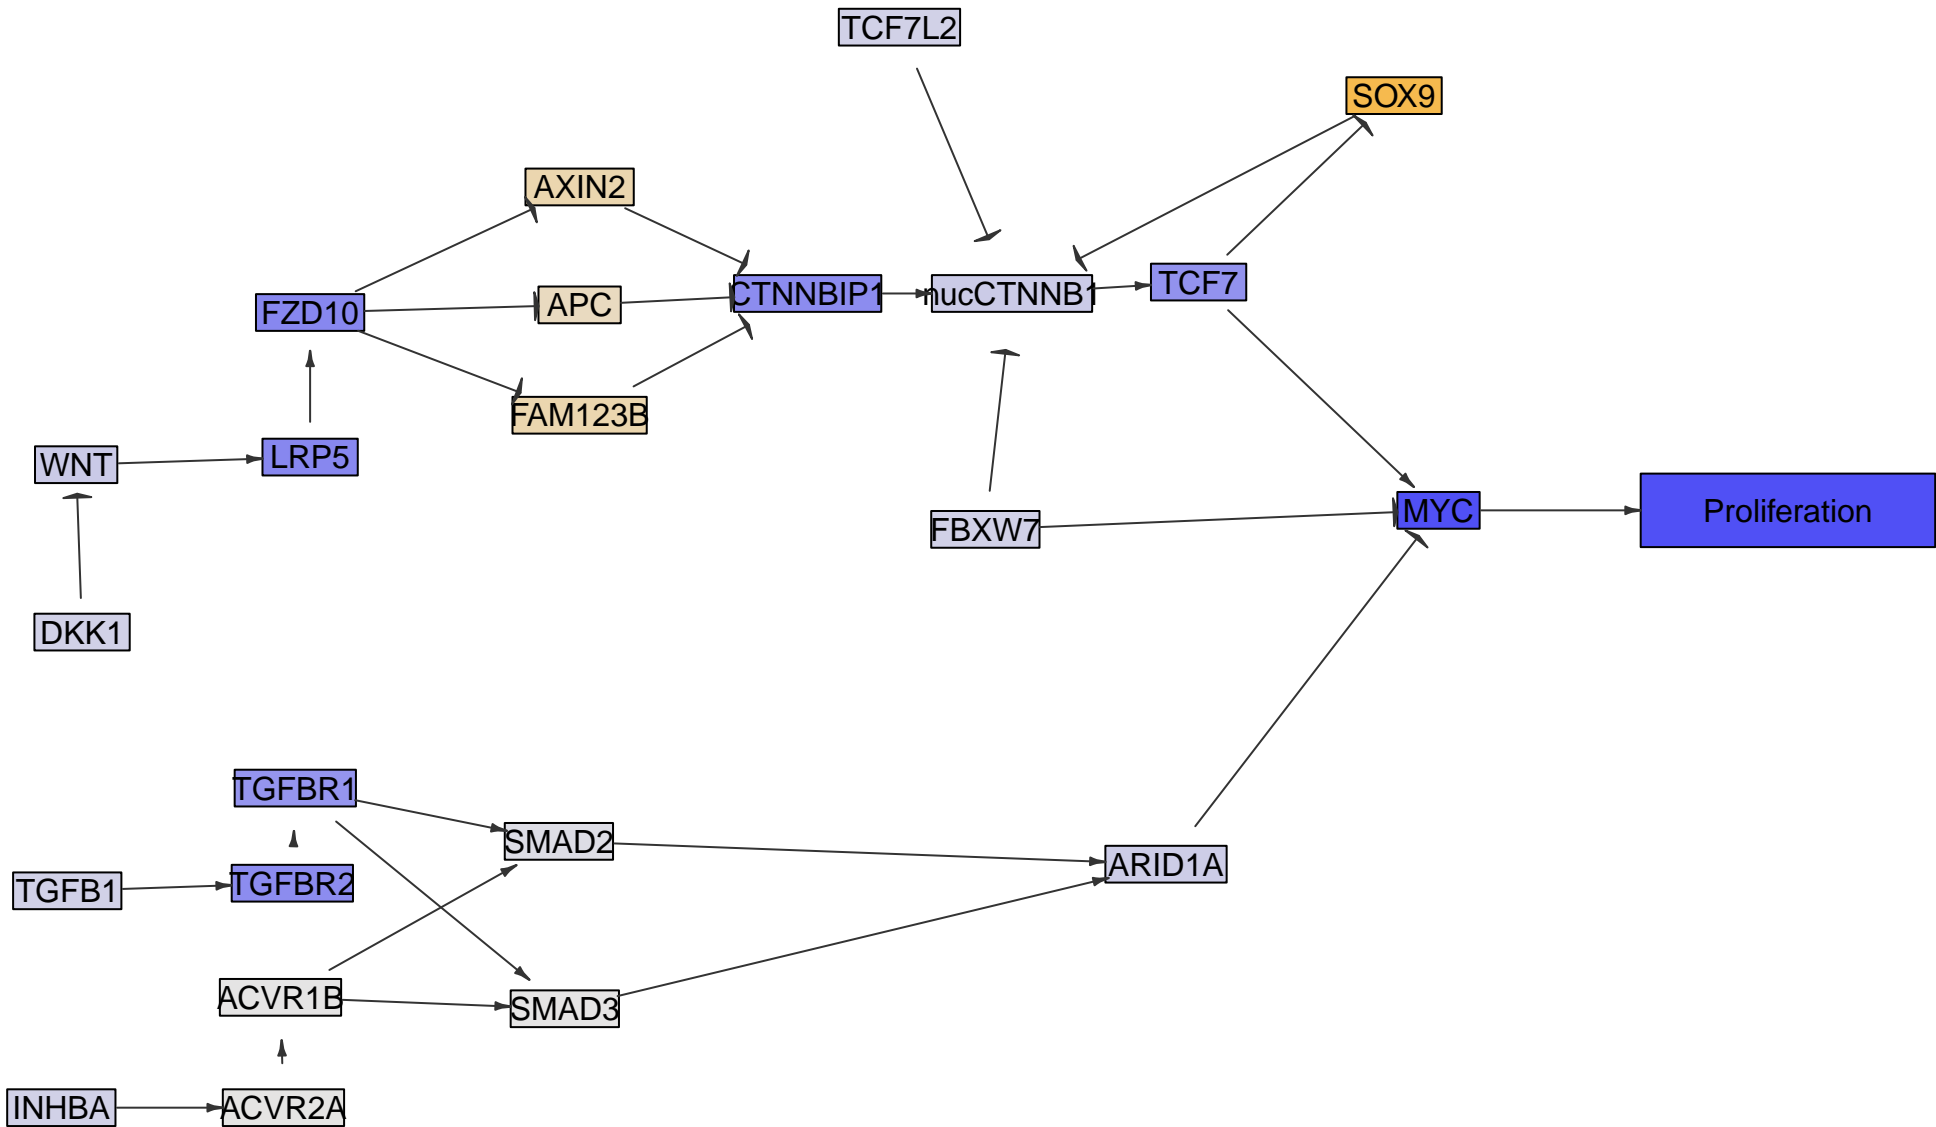 TCF7L2
SOX9
AXIN2
FZD10
APC
CTNNBIP1
nucCTNNB1
TCF7
FAM123B
WNT
LRP5
FBXW7
MYC
Proliferation
DKK1
TGFBR1
SMAD2
TGFB1
TGFBR2
ARID1A
ACVR1B
SMAD3
INHBA
ACVR2A